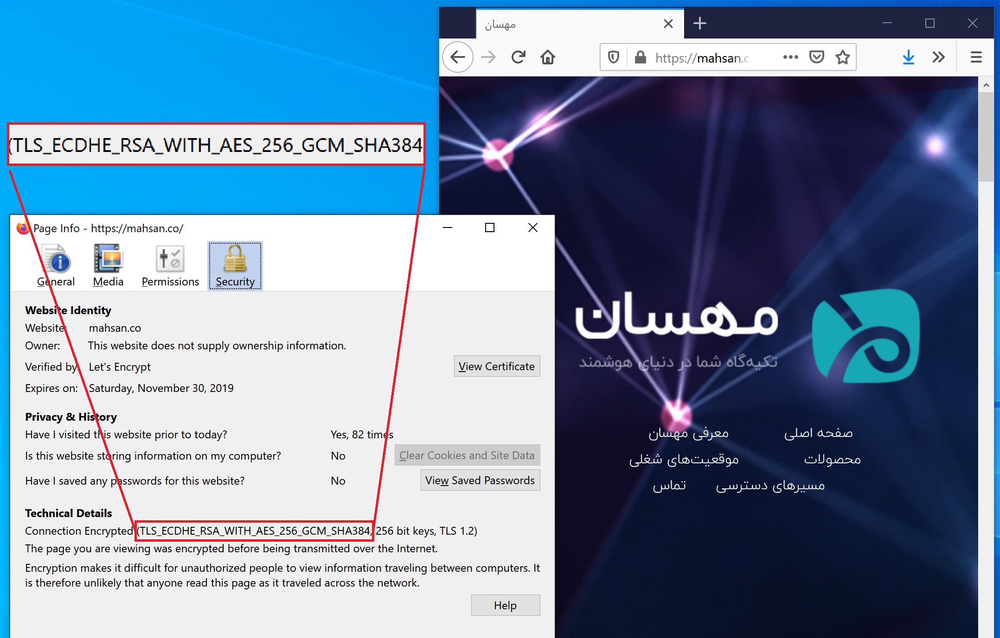 مهسان
https://mahsan.c
(TLS_ECDHE_RSA_WITH_AES_256_GCM_SHA384,
Page Info - https://mahsan.co/
General
Media
Permissions
Security
Website Identity
Website: mahsan.co
Owner: This website does not supply ownership information.
Verified by: Let's Encrypt
View Certificate
Expires on: Saturday, November 30, 2019
Privacy & History
Have I visited this website prior to today? Yes, 82 times
Is this website storing information on my computer? No
Clear Cookies and Site Data
Have I saved any passwords for this website? No
View Saved Passwords
Technical Details
Connection Encrypted (TLS_ECDHE_RSA_WITH_AES_256_GCM_SHA384, 256 bit keys, TLS 1.2)
The page you are viewing was encrypted before being transmitted over the Internet.
Encryption makes it difficult for unauthorized people to view information traveling between computers. It
is therefore unlikely that anyone read this page as it traveled across the network.
Help
مهسان
تکیه‌گاه شما در دنیای هوشمند
صفحه اصلی معرفی مهسان
محصولات موقعیت‌های شغلی
مسیرهای دسترسی تماس